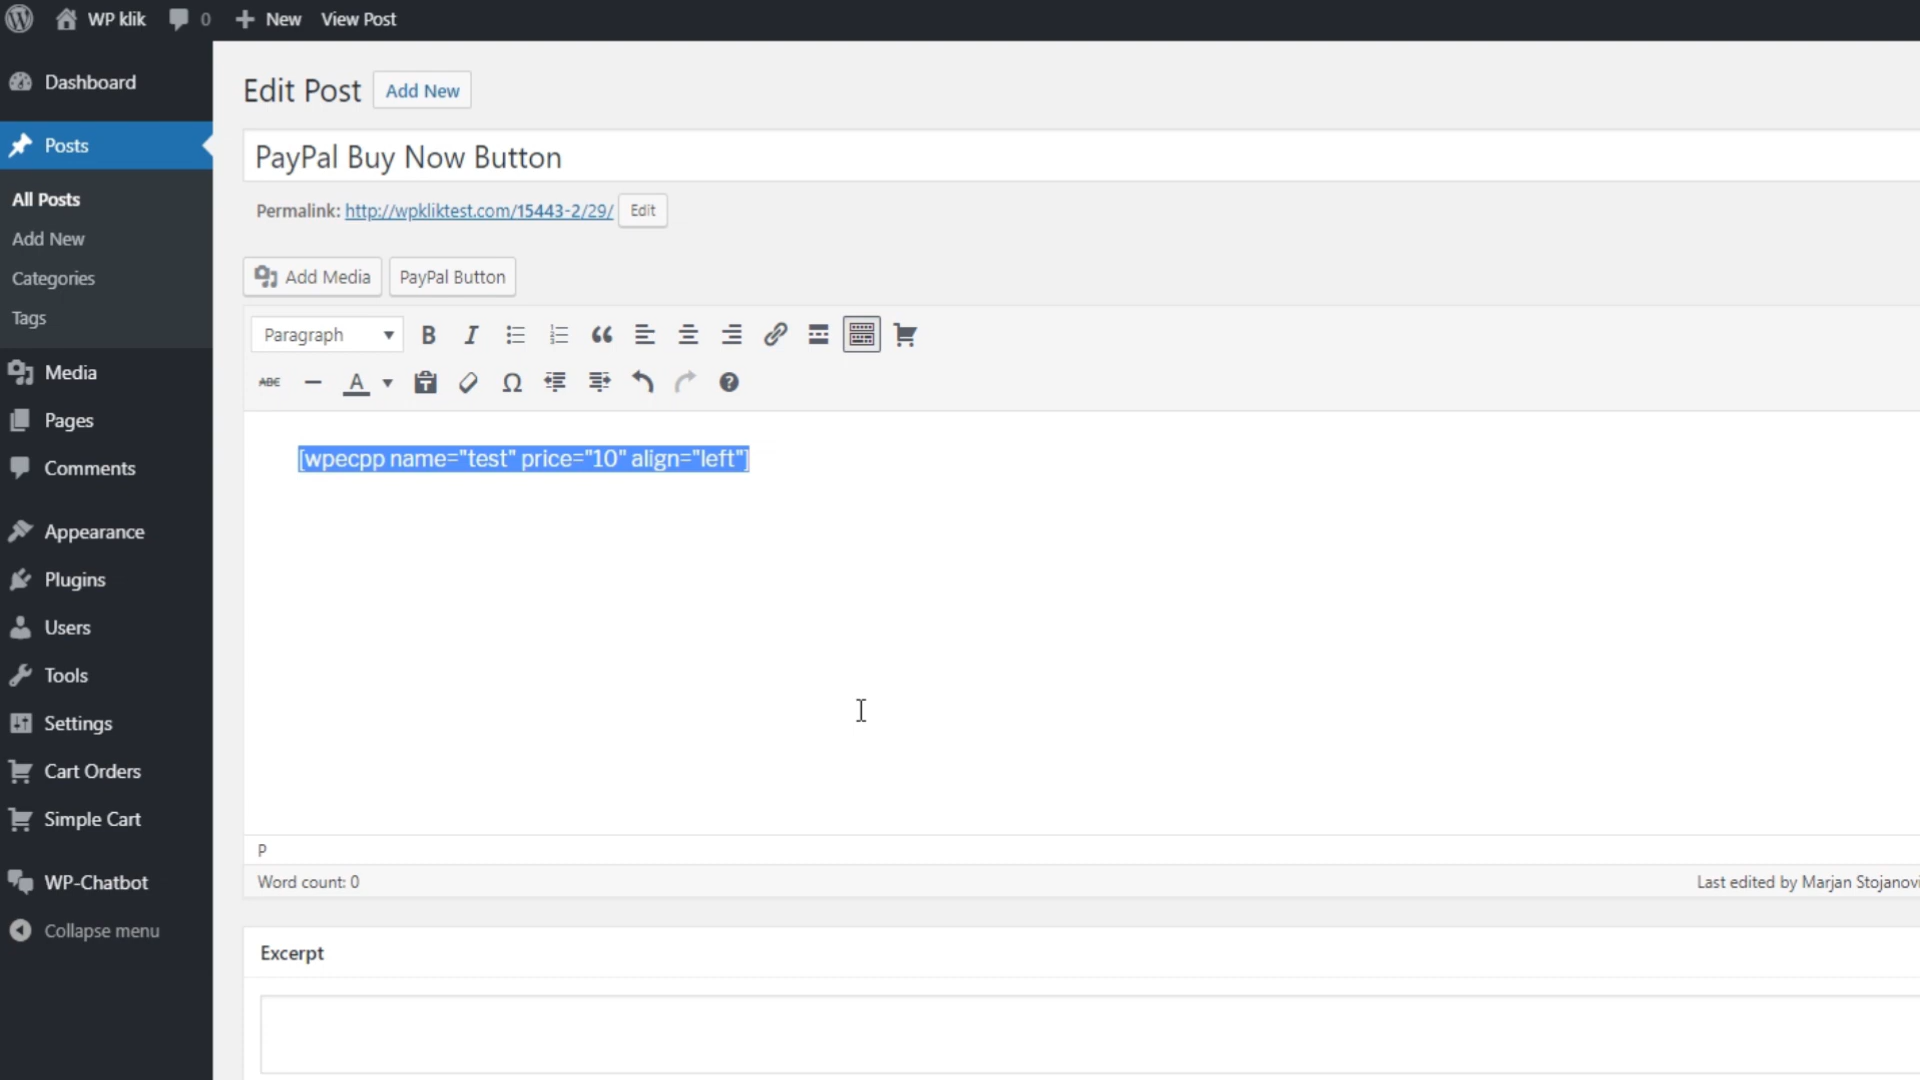 WP klik 0 New View Post
Dashboard
Posts
All Posts
Add New
Categories
Tags
Media
Pages
Comments
Appearance
Plugins
Users
Tools
Settings
Cart Orders
Simple Cart
WP-Chatbot
Collapse menu
Edit Post Add New
PayPal Buy Now Button
Permalink: http://wpkliktest.com/15443-2/29/ Edit
Add Media PayPal Button
Paragraph B I
ABC A Ω
[wpecpp name="test" price="10" align="left"]
P
Word count: 0 Last edited by Marjan Stojanovi
Excerpt